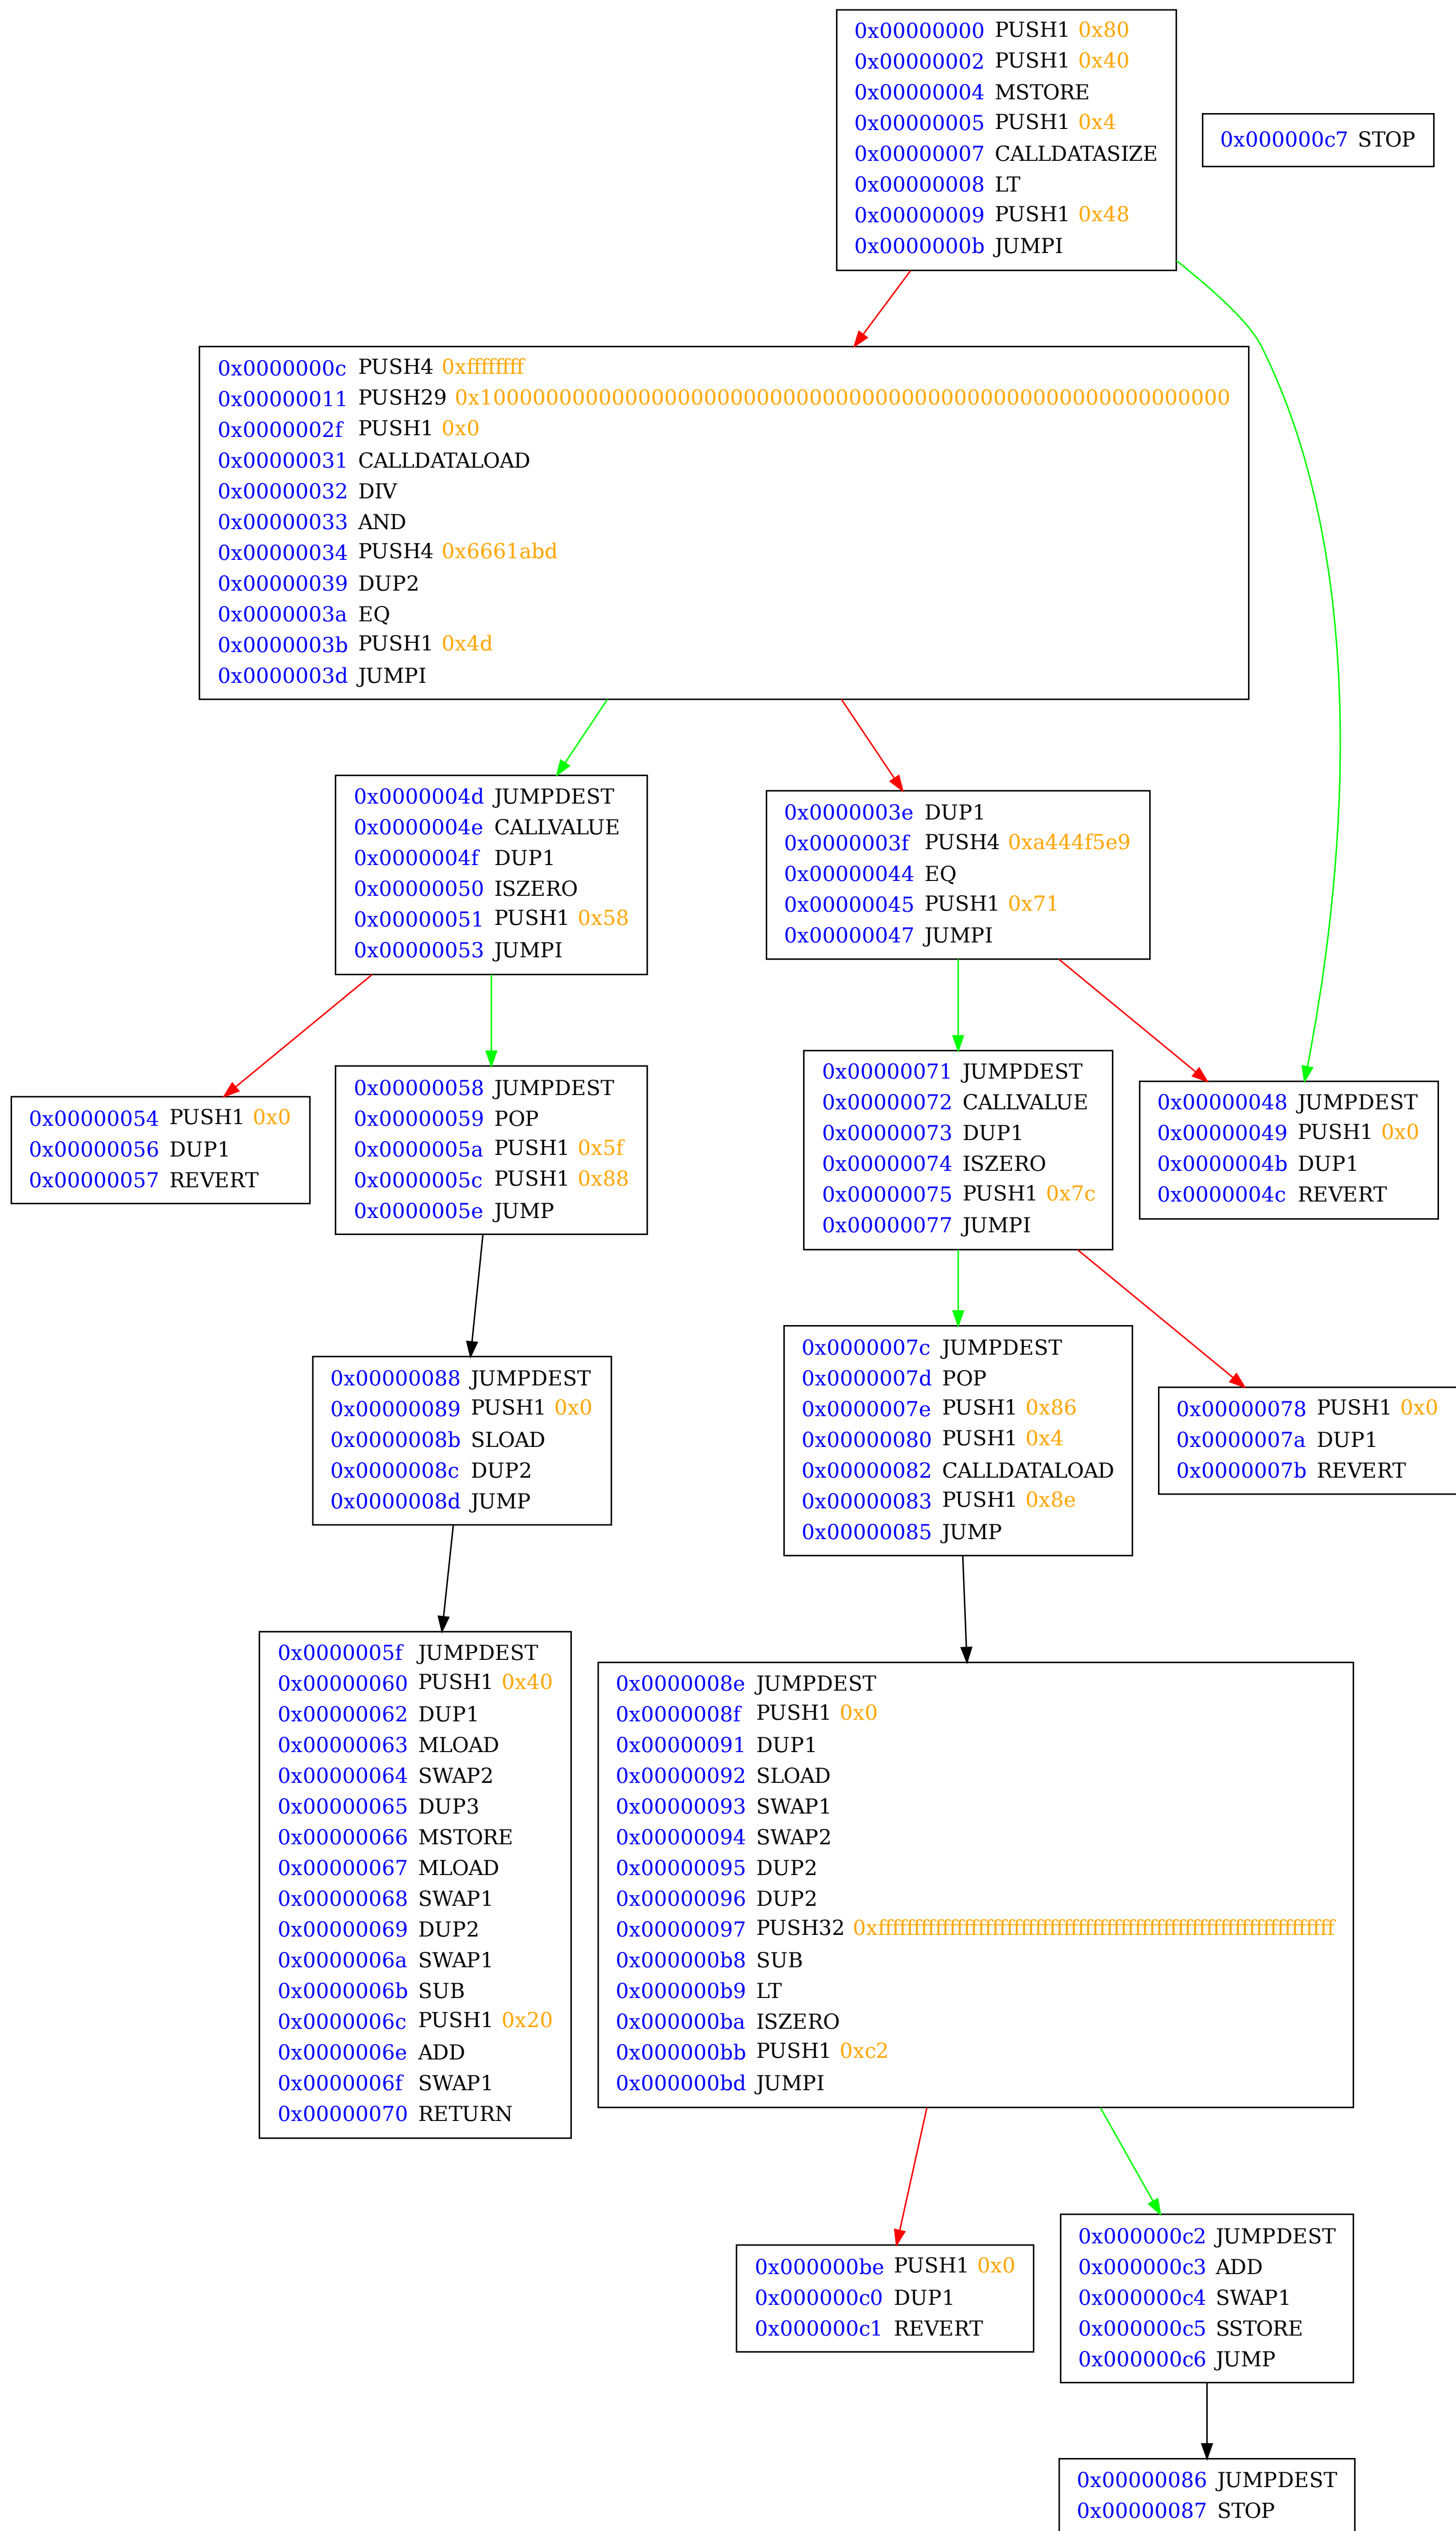 0x00000000 PUSH1 0x80
0x00000002 PUSH1 0x40
0x00000004 MSTORE
0x00000005 PUSH1 0x4
0x00000007 CALLDATASIZE
0x00000008 LT
0x00000009 PUSH1 0x48
0x0000000b JUMPI
0x000000c7 STOP
0x0000000c PUSH4 0xffffffff
0x00000011 PUSH29 0x100000000000000000000000000000000000000000000000000000000
0x0000002f PUSH1 0x0
0x00000031 CALLDATALOAD
0x00000032 DIV
0x00000033 AND
0x00000034 PUSH4 0x6661abd
0x00000039 DUP2
0x0000003a EQ
0x0000003b PUSH1 0x4d
0x0000003d JUMPI
0x0000004d JUMPDEST
0x0000004e CALLVALUE
0x0000004f DUP1
0x00000050 ISZERO
0x00000051 PUSH1 0x58
0x00000053 JUMPI
0x0000003e DUP1
0x0000003f PUSH4 0xa444f5e9
0x00000044 EQ
0x00000045 PUSH1 0x71
0x00000047 JUMPI
0x00000054 PUSH1 0x0
0x00000056 DUP1
0x00000057 REVERT
0x00000058 JUMPDEST
0x00000059 POP
0x0000005a PUSH1 0x5f
0x0000005c PUSH1 0x88
0x0000005e JUMP
0x00000071 JUMPDEST
0x00000072 CALLVALUE
0x00000073 DUP1
0x00000074 ISZERO
0x00000075 PUSH1 0x7c
0x00000077 JUMPI
0x00000048 JUMPDEST
0x00000049 PUSH1 0x0
0x0000004b DUP1
0x0000004c REVERT
0x00000088 JUMPDEST
0x00000089 PUSH1 0x0
0x0000008b SLOAD
0x0000008c DUP2
0x0000008d JUMP
0x0000007c JUMPDEST
0x0000007d POP
0x0000007e PUSH1 0x86
0x00000080 PUSH1 0x4
0x00000082 CALLDATALOAD
0x00000083 PUSH1 0x8e
0x00000085 JUMP
0x00000078 PUSH1 0x0
0x0000007a DUP1
0x0000007b REVERT
0x0000005f JUMPDEST
0x00000060 PUSH1 0x40
0x00000062 DUP1
0x00000063 MLOAD
0x00000064 SWAP2
0x00000065 DUP3
0x00000066 MSTORE
0x00000067 MLOAD
0x00000068 SWAP1
0x00000069 DUP2
0x0000006a SWAP1
0x0000006b SUB
0x0000006c PUSH1 0x20
0x0000006e ADD
0x0000006f SWAP1
0x00000070 RETURN
0x0000008e JUMPDEST
0x0000008f PUSH1 0x0
0x00000091 DUP1
0x00000092 SLOAD
0x00000093 SWAP1
0x00000094 SWAP2
0x00000095 DUP2
0x00000096 DUP2
0x00000097 PUSH32 0xffffffffffffffffffffffffffffffffffffffffffffffffffffffffffffffff
0x000000b8 SUB
0x000000b9 LT
0x000000ba ISZERO
0x000000bb PUSH1 0xc2
0x000000bd JUMPI
0x000000be PUSH1 0x0
0x000000c0 DUP1
0x000000c1 REVERT
0x000000c2 JUMPDEST
0x000000c3 ADD
0x000000c4 SWAP1
0x000000c5 SSTORE
0x000000c6 JUMP
0x00000086 JUMPDEST
0x00000087 STOP